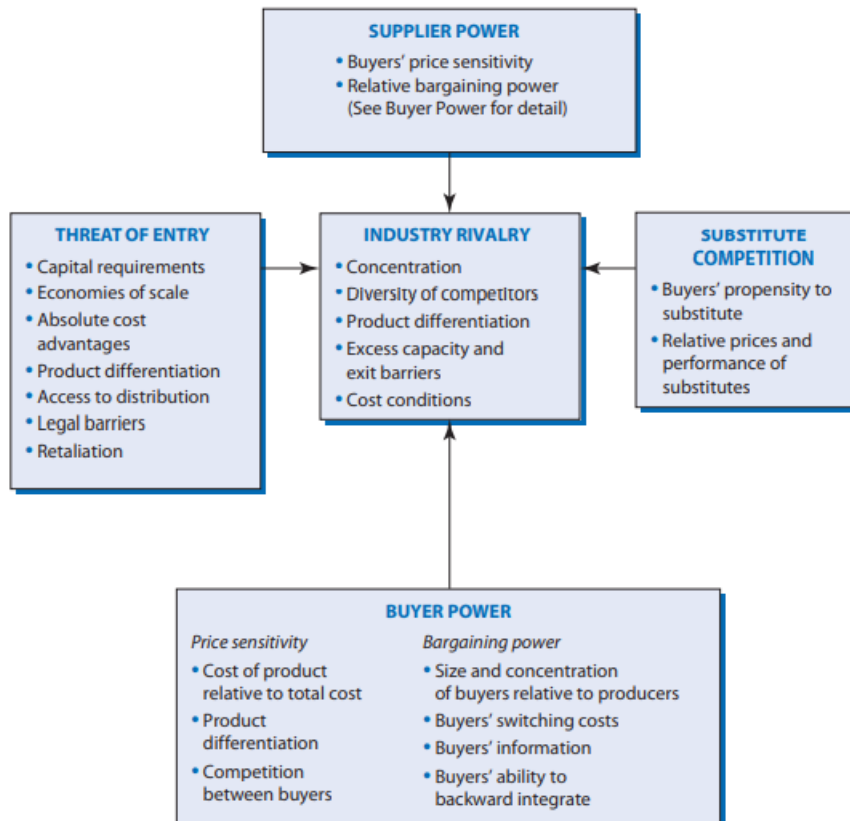 SUPPLIER POWER
• Buyers' price sensitivity
• Relative bargaining power
(See Buyer Power for detail)
THREAT OF ENTRY
• Capital requirements
• Economies of scale
• Absolute cost
advantages
• Product differentiation
• Access to distribution
• Legal barriers
• Retaliation
INDUSTRY RIVALRY
• Concentration
• Diversity of competitors
• Product differentiation
• Excess capacity and
exit barriers
• Cost conditions
SUBSTITUTE
COMPETITION
• Buyers' propensity to
substitute
• Relative prices and
performance of
substitutes
BUYER POWER
Price sensitivity
• Cost of product
relative to total cost
• Product
differentiation
• Competition
between buyers
Bargaining power
• Size and concentration
of buyers relative to producers
• Buyers' switching costs
• Buyers' information
• Buyers' ability to
backward integrate